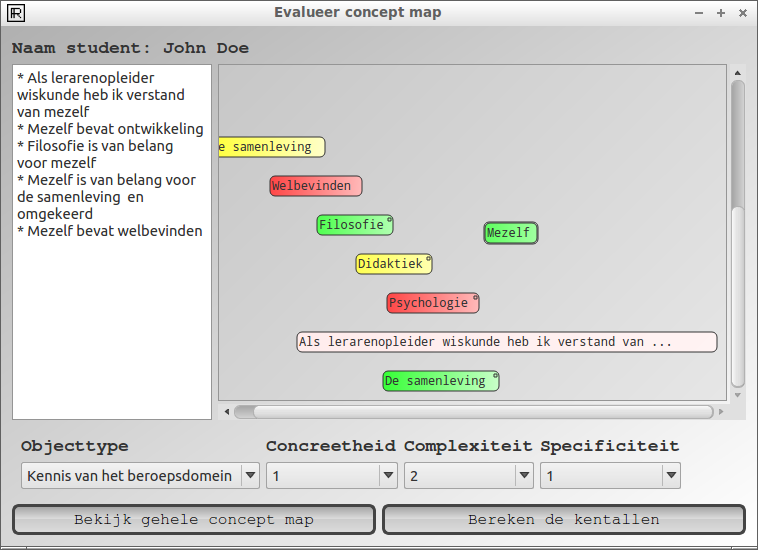 Evalueer concept map
Naam student: John Doe
* Als lerarenopleider
wiskunde heb ik verstand
van mezelf
* Mezelf bevat ontwikkeling
* Filosofie is van belang
voor mezelf
* Mezelf is van belang voor
de samenleving en
omgekeerd
* Mezelf bevat welbevinden
e samenleving
Welbevinden
Filosofie
Mezelf
Didaktiek
Psychologie
Als lerarenopleider wiskunde heb ik verstand van ...
De samenleving
Objecttype Concreetheid Complexiteit Specificiteit
Kennis van het beroepsdomein 1 2 1
Bekijk gehele concept map Bereken de kentallen